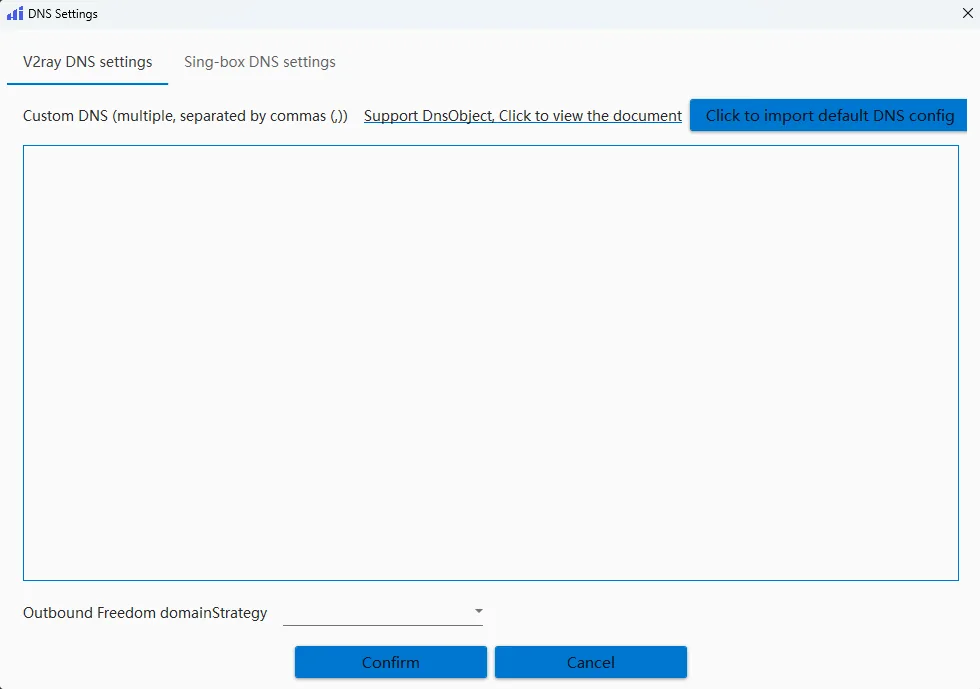 DNS Settings
V2ray DNS settings Sing-box DNS settings
Custom DNS (multiple, separated by commas (,)) Support DnsObject, Click to view the document Click to import default DNS config
Outbound Freedom domainStrategy
Confirm Cancel